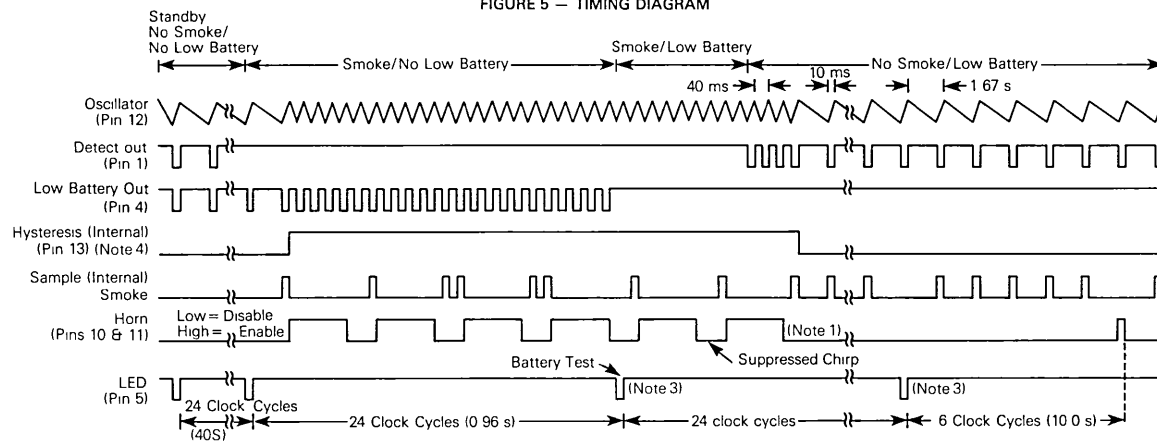 FIGURE 5 — TIMING DIAGRAM
Standby
No Smoke/
No Low Battery
Smoke/No Low Battery
Smoke/Low Battery
No Smoke/Low Battery
40 ms
10 ms
1 67 s
Oscillator
(Pin 12)
Detect out
(Pin 1)
Low Battery Out
(Pin 4)
Hysteresis (Internal)
(Pin 13) (Note 4)
Sample (Internal)
Smoke
Horn
(Pins 10 & 11)
Low = Disable
High = Enable
(Note 1)
Suppressed Chirp
Battery Test
LED
(Pin 5)
(Note 3)
(Note 3)
24 Clock Cycles
(40S)
24 Clock Cycles (0 96 s)
24 clock cycles
6 Clock Cycles (10 0 s)